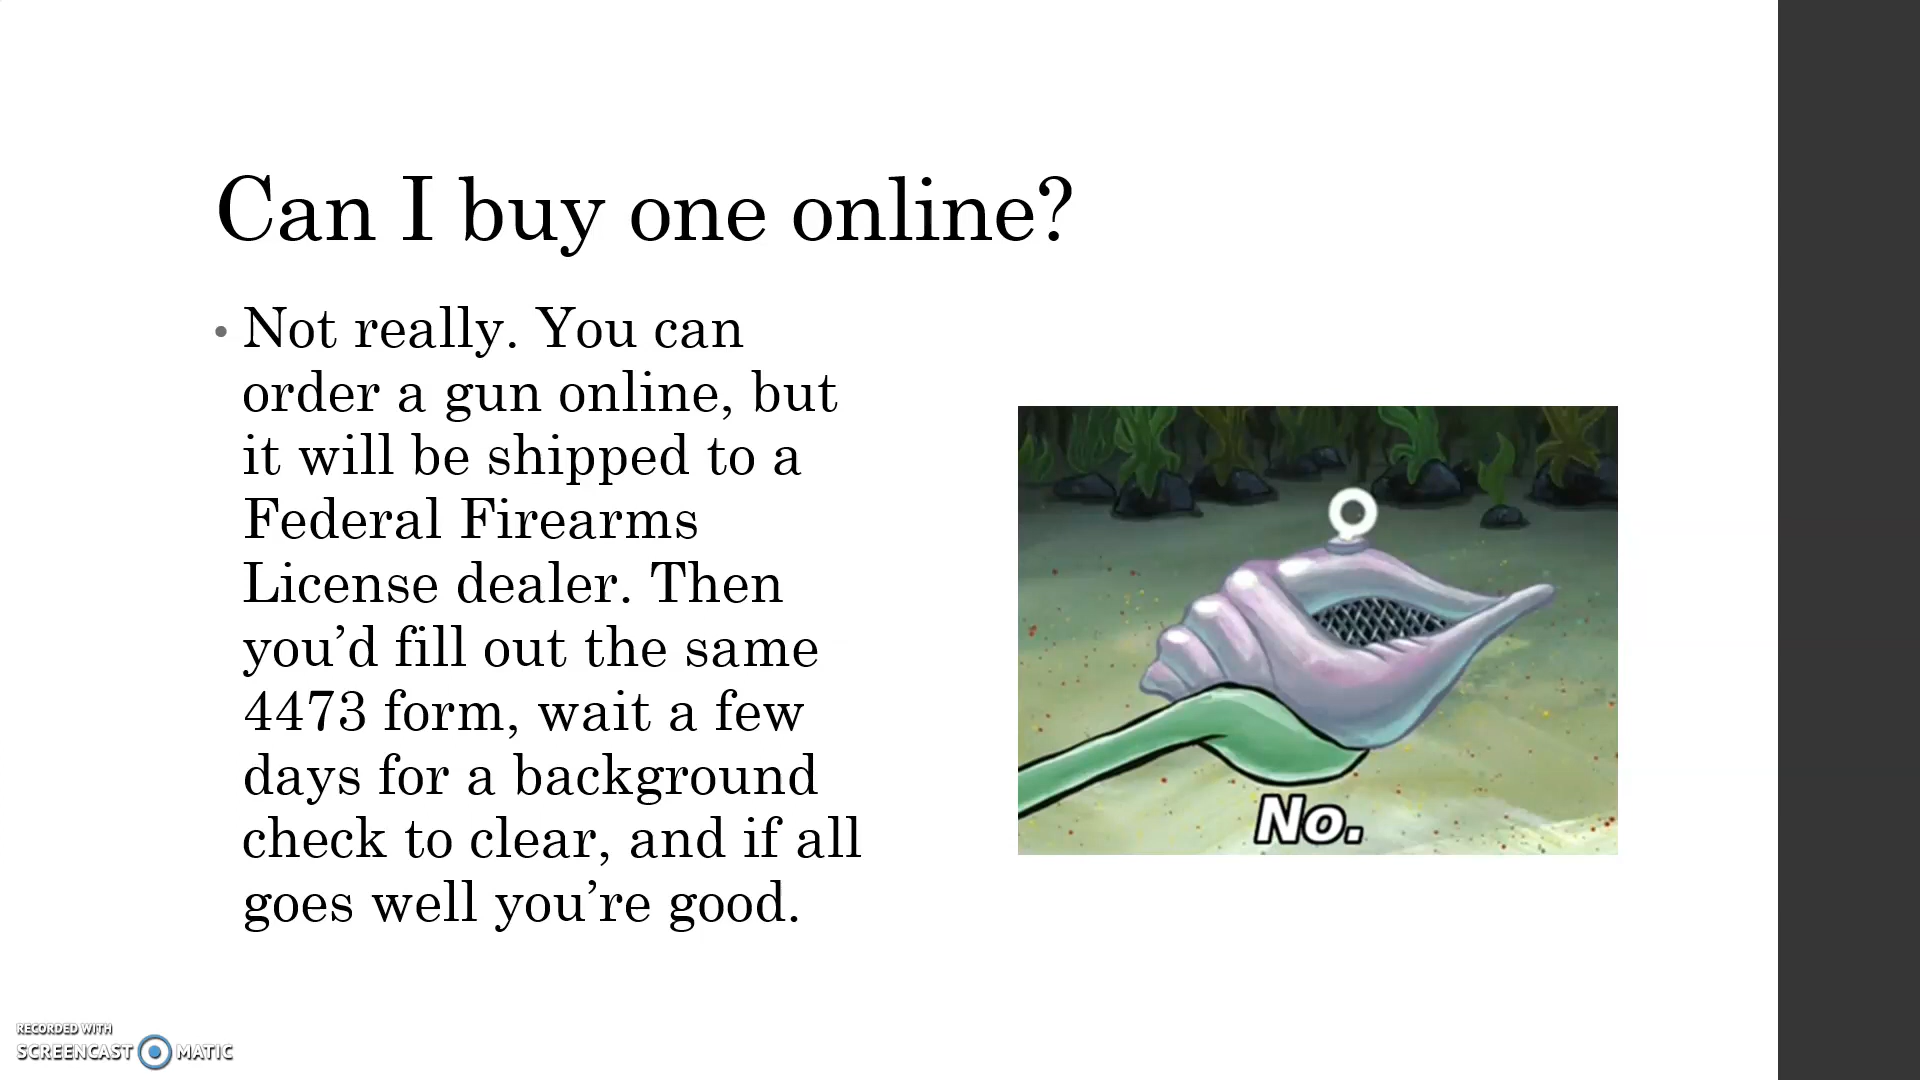 Can I buy one online?
• Not really. You can
order a gun online, but
it will be shipped to a
Federal Firearms
License dealer. Then
you’d fill out the same
4473 form, wait a few
days for a background
check to clear, and if all
goes well you’re good.
No.
RECORDED WITH
SCREENCAST MATIC